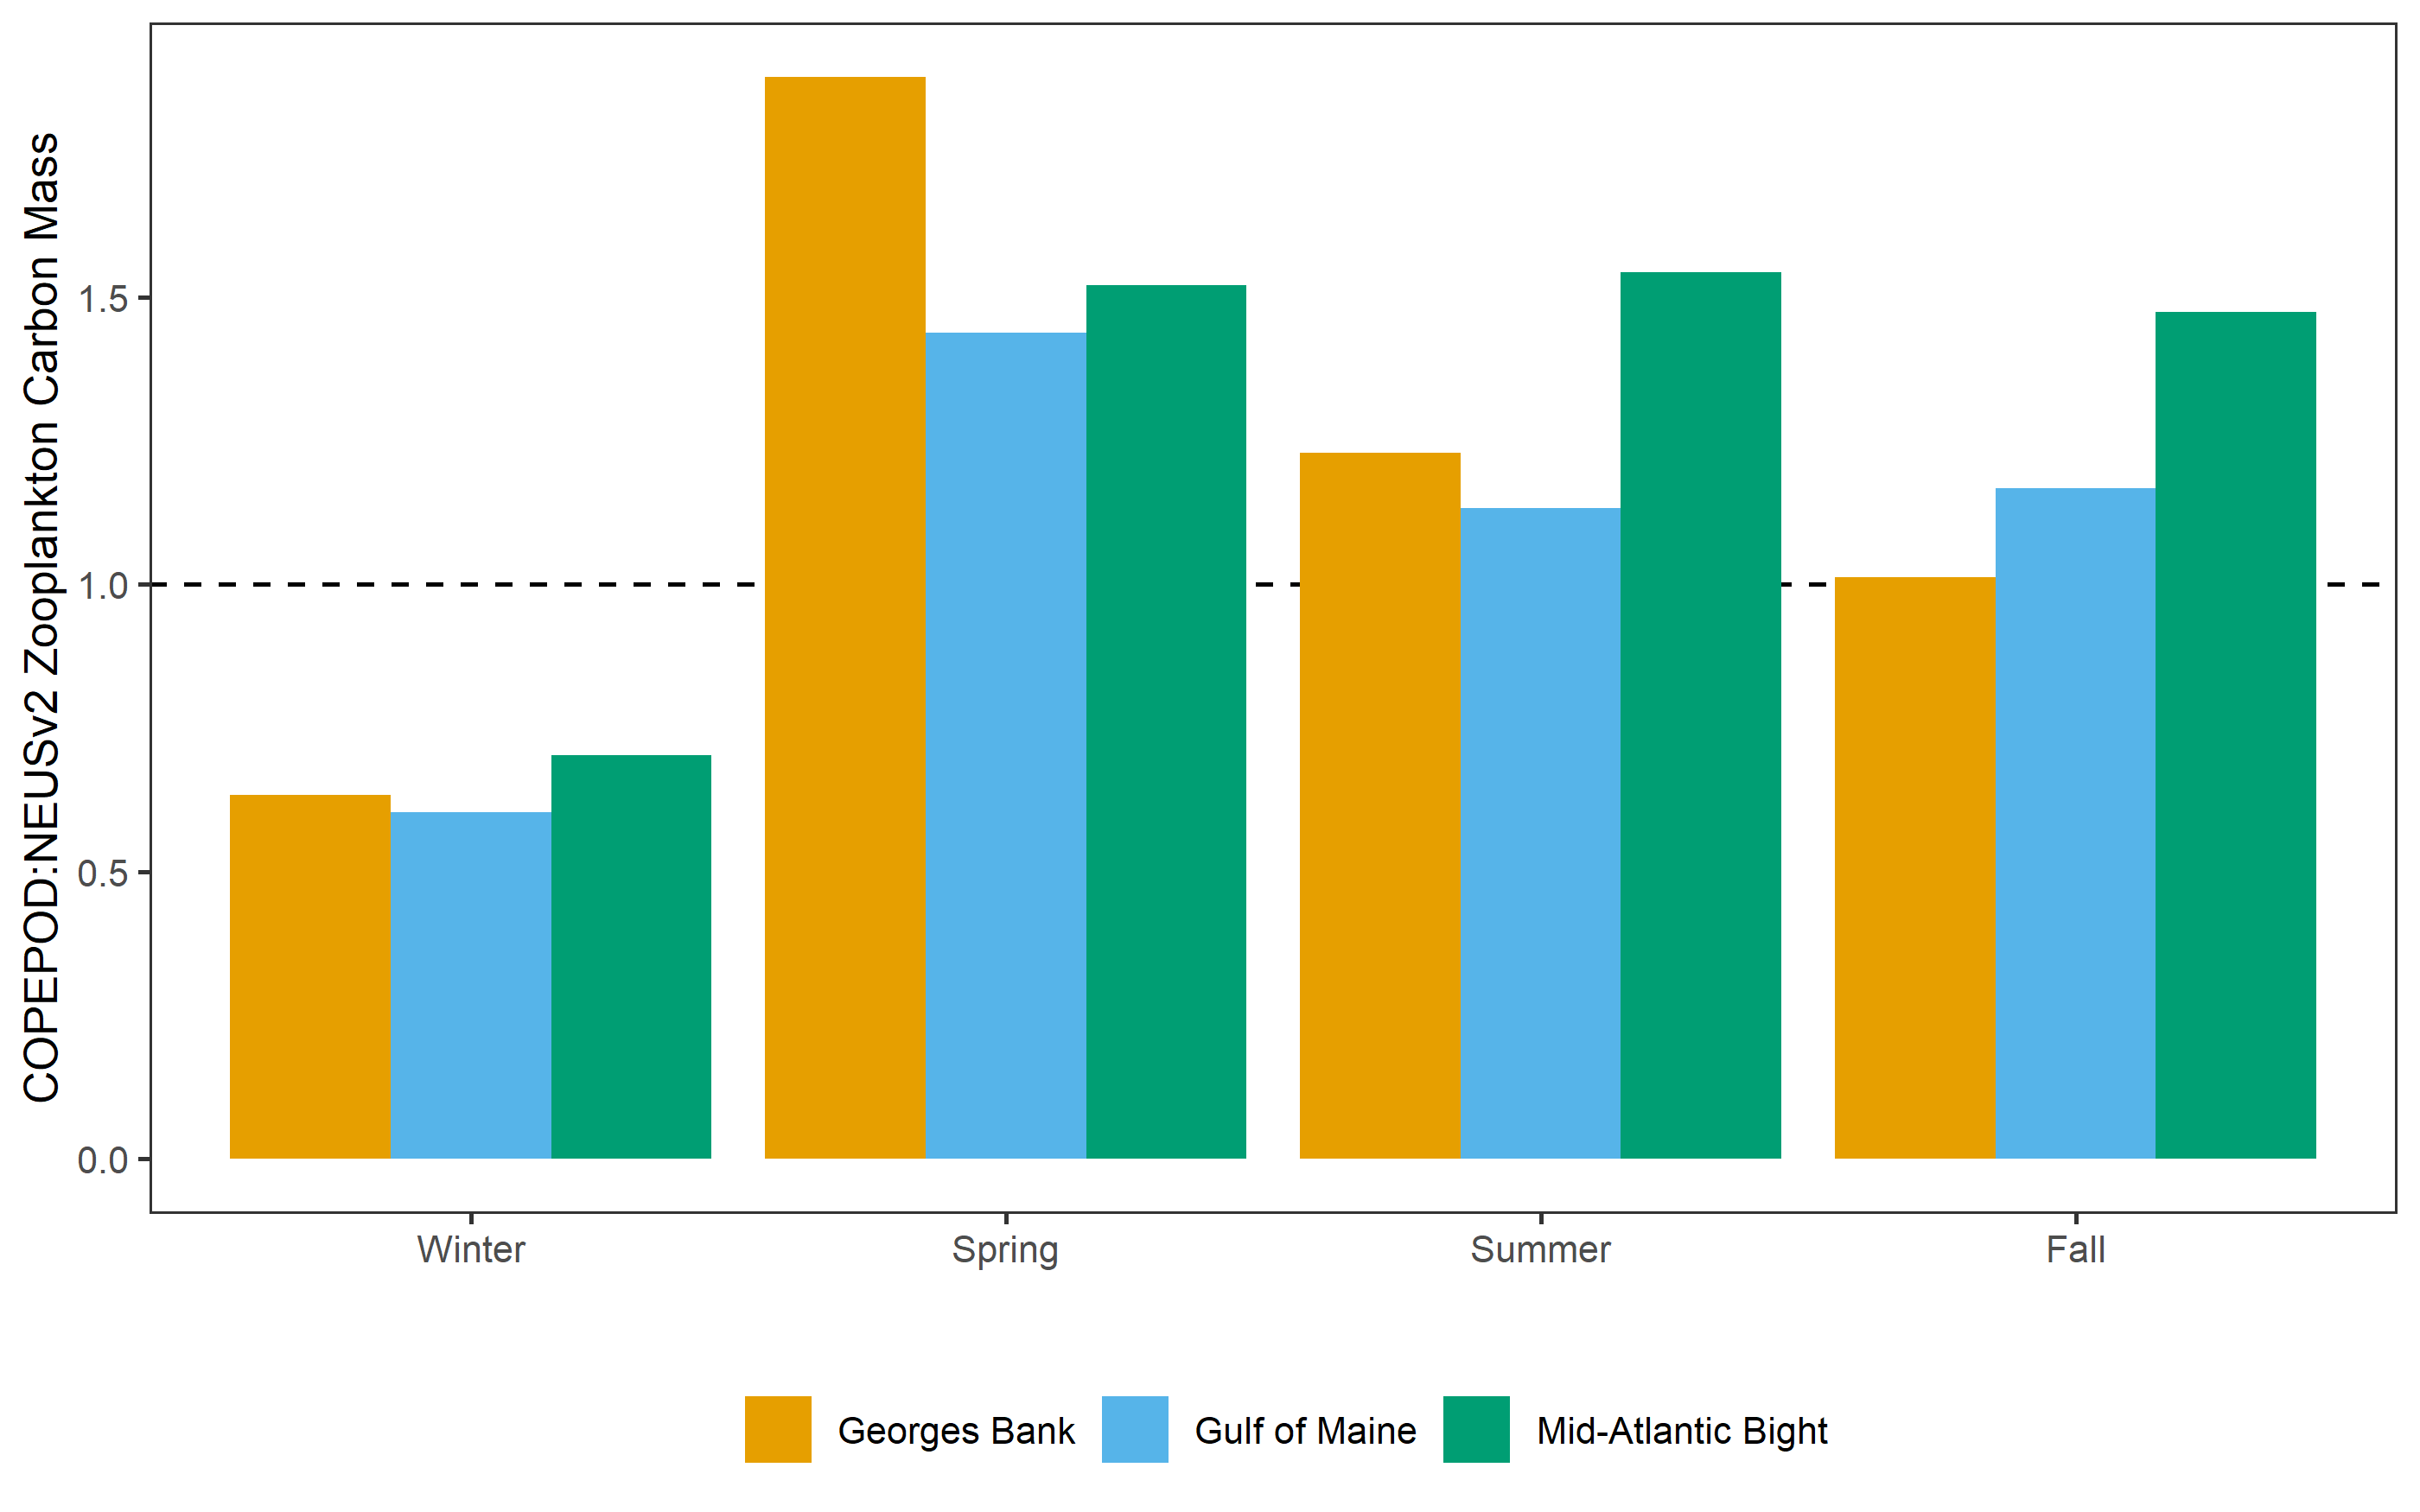 COPEPOD:NEUSv2 Zooplankton Carbon Mass
1.5
1.0
0.5
0.0
Winter Spring Summer Fall
Georges Bank Gulf of Maine Mid-Atlantic Bight